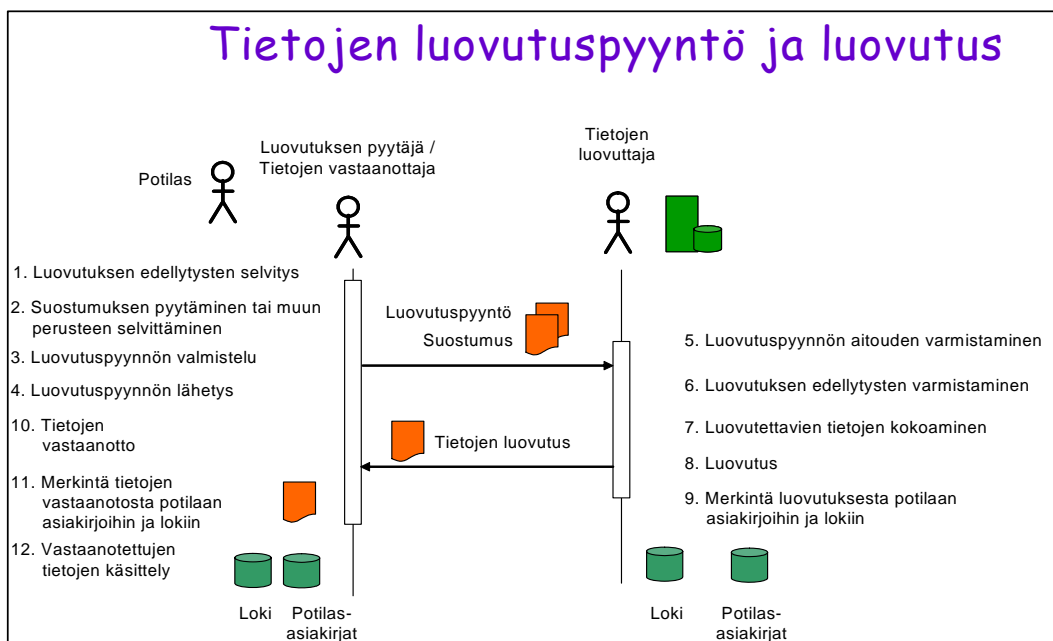 Tietojen luovutuspyyntö ja luovutus
Potilas
Luovutuksen pyytäjä /
Tietojen vastaanottaja
Tietojen
luovuttaja
1. Luovutuksen edellytysten selvitys
2. Suostumuksen pyytäminen tai muun
perusteen selvittäminen
3. Luovutuspyynnön valmistelu
4. Luovutuspyynnön lähetys
Luovutuspyyntö
Suostumus
5. Luovutuspyynnön aitouden varmistaminen
6. Luovutuksen edellytysten varmistaminen
7. Luovutettavien tietojen kokoaminen
8. Luovutus
9. Merkintä luovutuksesta potilaan
asiakirjoihin ja lokiin
Tietojen luovutus
10. Tietojen
vastaanotto
11. Merkintä tietojen
vastaanotosta potilaan
asiakirjoihin ja lokiin
12. Vastaanotettujen
tietojen käsittely
Loki
Potilas-
asiakirjat
Loki
Potilas-
asiakirjat